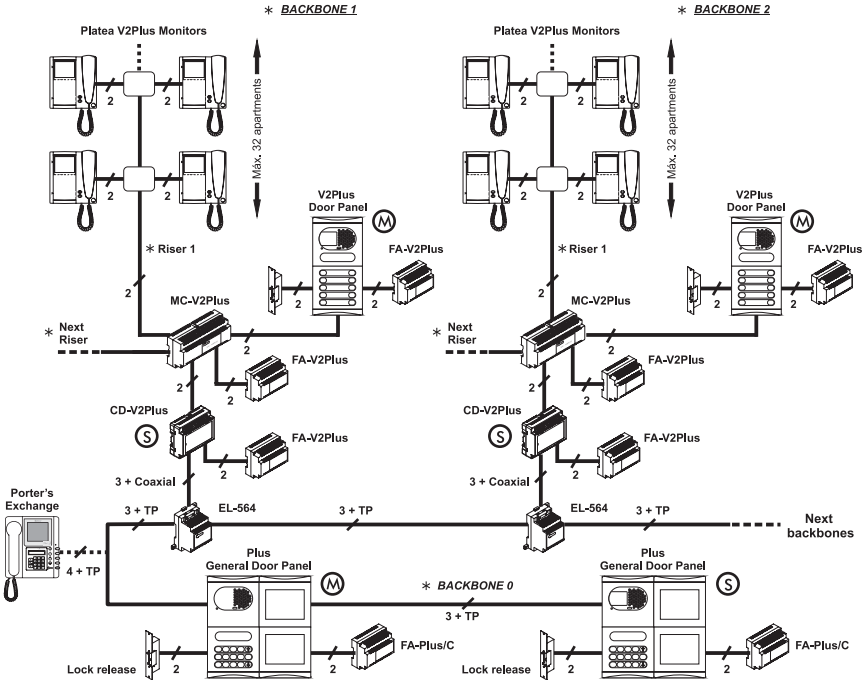 * BACKBONE 1
* BACKBONE 2
Platea V2Plus Monitors
Platea V2Plus Monitors
2
2
2
2
Máx. 32 apartments
Máx. 32 apartments
2
2
2
2
V2Plus
Door Panel
M
V2Plus
Door Panel
M
* Riser 1
FA-V2Plus
* Riser 1
FA-V2Plus
2
2
2
2
2
2
MC-V2Plus
MC-V2Plus
* Next
Riser
* Next
Riser
2
2
FA-V2Plus
FA-V2Plus
2
2
2
2
CD-V2Plus
CD-V2Plus
S
FA-V2Plus
S
FA-V2Plus
2
2
3 + Coaxial
3 + Coaxial
Porter's
Exchange
3 + TP
EL-564
3 + TP
EL-564
3 + TP
Next
backbones
4 + TP
Plus
General Door Panel
M
* BACKBONE 0
3 + TP
Plus
General Door Panel
S
FA-Plus/C
FA-Plus/C
Lock release
2
2
Lock release
2
2